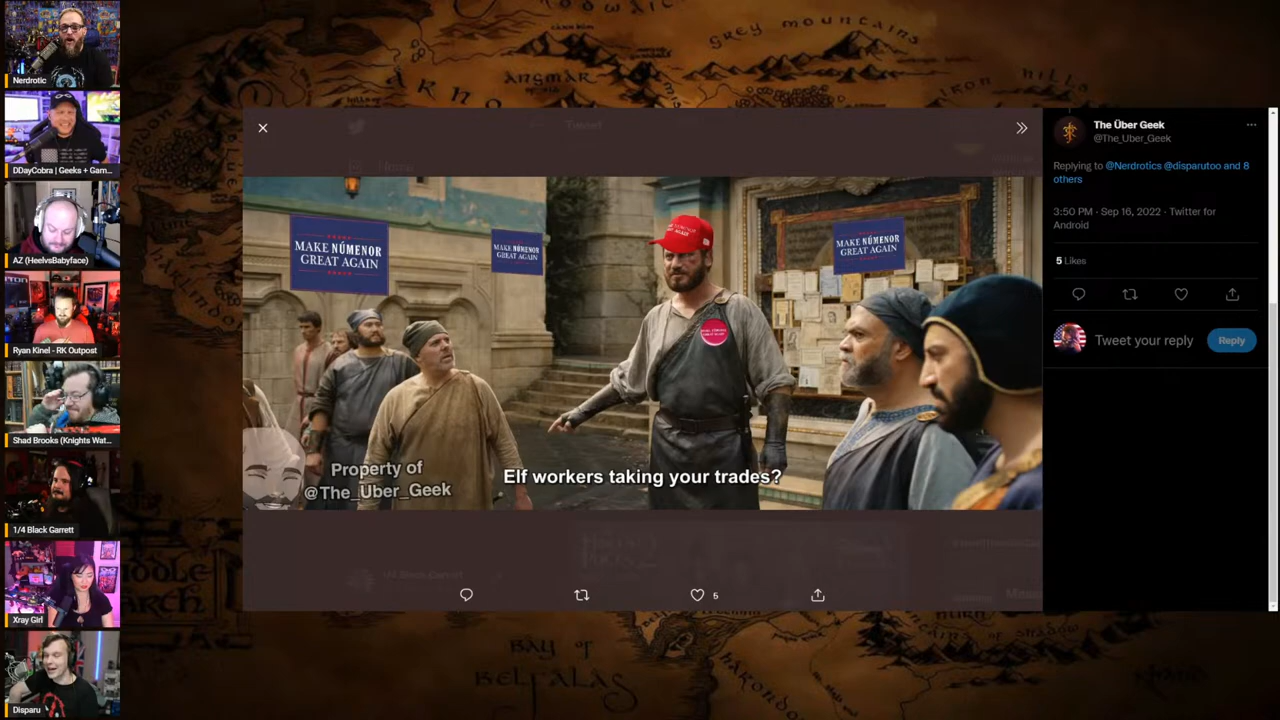 Nerdrotic
DDayCobra | Geeks + Gam...
AZ (HeelvsBabyface)
Ryan Kinel - RK Outpost
Shad Brooks (Knights Wat...
1/4 Black Garrett
Xray Girl
Disparu
GREY MOUNTAINS
ANGMAR
IRON HILLS
MAKE NÚMENOR
GREAT AGAIN
MAKE NÚMENOR
GREAT AGAIN
MAKE NÚMENOR
GREAT AGAIN
Property of
@The_Uber_Geek
Elf workers taking your trades?
5
The Über Geek
@The_Uber_Geek
Replying to @Nerdrotics @disparutoo and 8
others
3:50 PM · Sep 16, 2022 · Twitter for
Android
5 Likes
Tweet your reply
Reply
BAY OF
BELFALAS